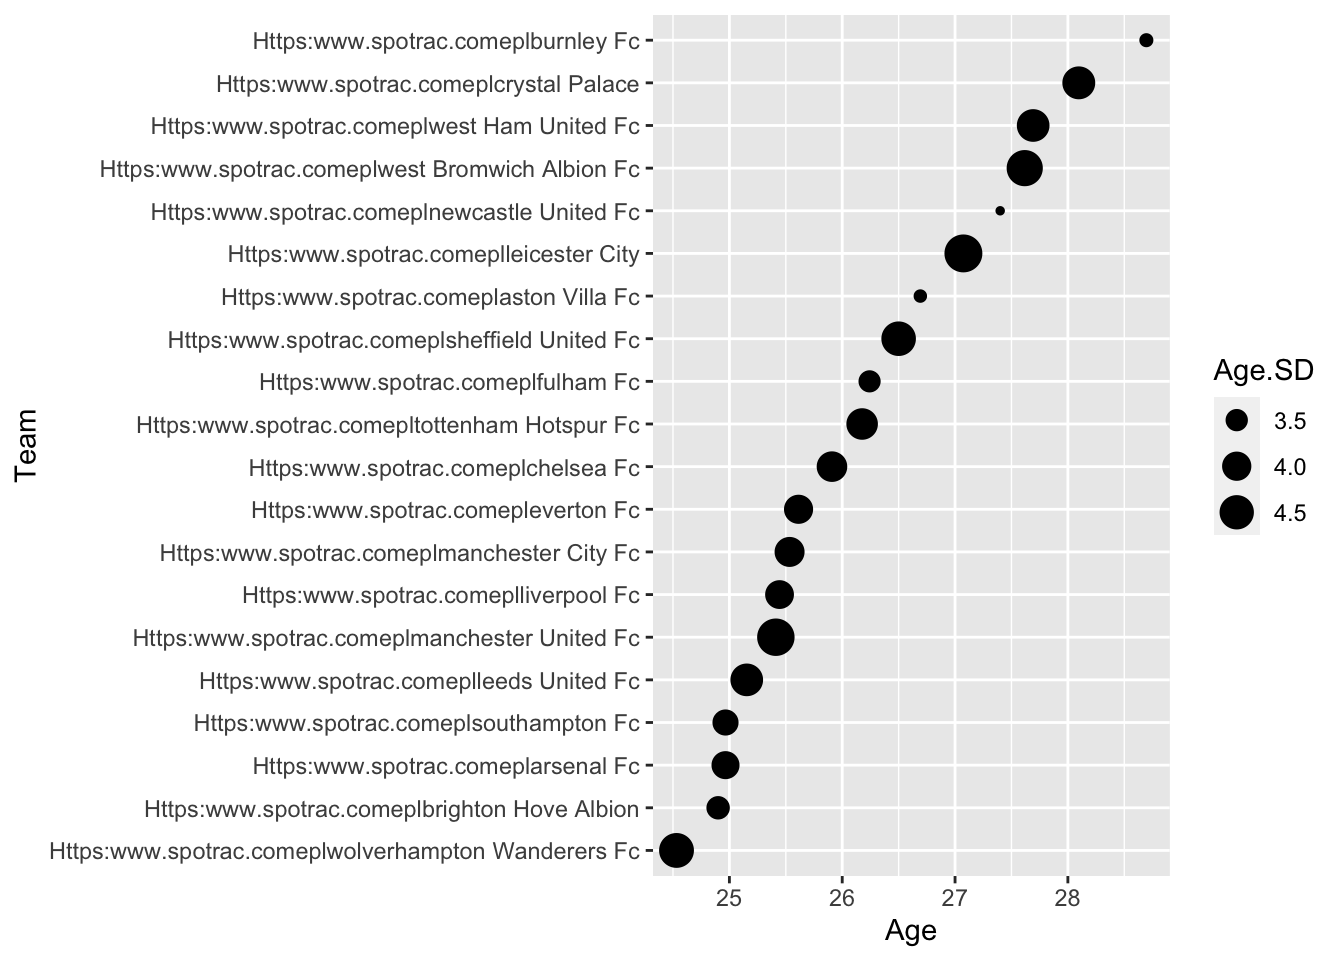 Https:www.spotrac.comeplburnley Fc
Https:www.spotrac.comeplcrystal Palace
Https:www.spotrac.comeplwest Ham United Fc
Https:www.spotrac.comeplwest Bromwich Albion Fc
Https:www.spotrac.comeplnewcastle United Fc
Https:www.spotrac.comeplleicester City
Https:www.spotrac.comeplaston Villa Fc
Https:www.spotrac.comeplsheffield United Fc
Https:www.spotrac.comeplfulham Fc
Https:www.spotrac.comepltottenham Hotspur Fc
Https:www.spotrac.comeplchelsea Fc
Https:www.spotrac.comepleverton Fc
Https:www.spotrac.comeplmanchester City Fc
Https:www.spotrac.comeplliverpool Fc
Https:www.spotrac.comeplmanchester United Fc
Https:www.spotrac.comeplleeds United Fc
Https:www.spotrac.comeplsouthampton Fc
Https:www.spotrac.comeplarsenal Fc
Https:www.spotrac.comeplbrighton Hove Albion
Https:www.spotrac.comeplwolverhampton Wanderers Fc
Team
25 26 27 28
Age
Age.SD
3.5
4.0
4.5